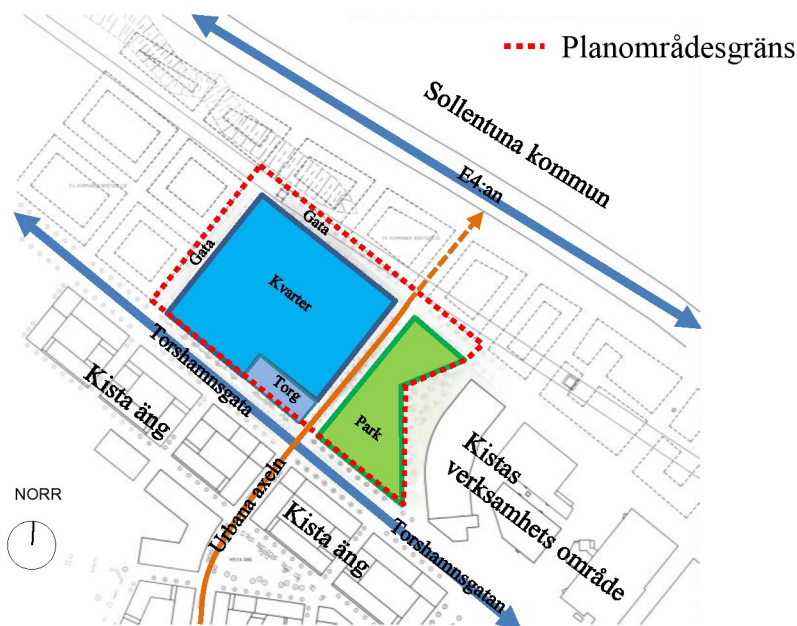 Planområdesgräns
Sollentuna kommun
E4:an
Gata
Gata
Kvarter
Torg
Park
Torshamnsgata
Kista äng
Urbana axeln
Kista äng
Torshamnsgatan
Kistas
verksamhets område
NORR